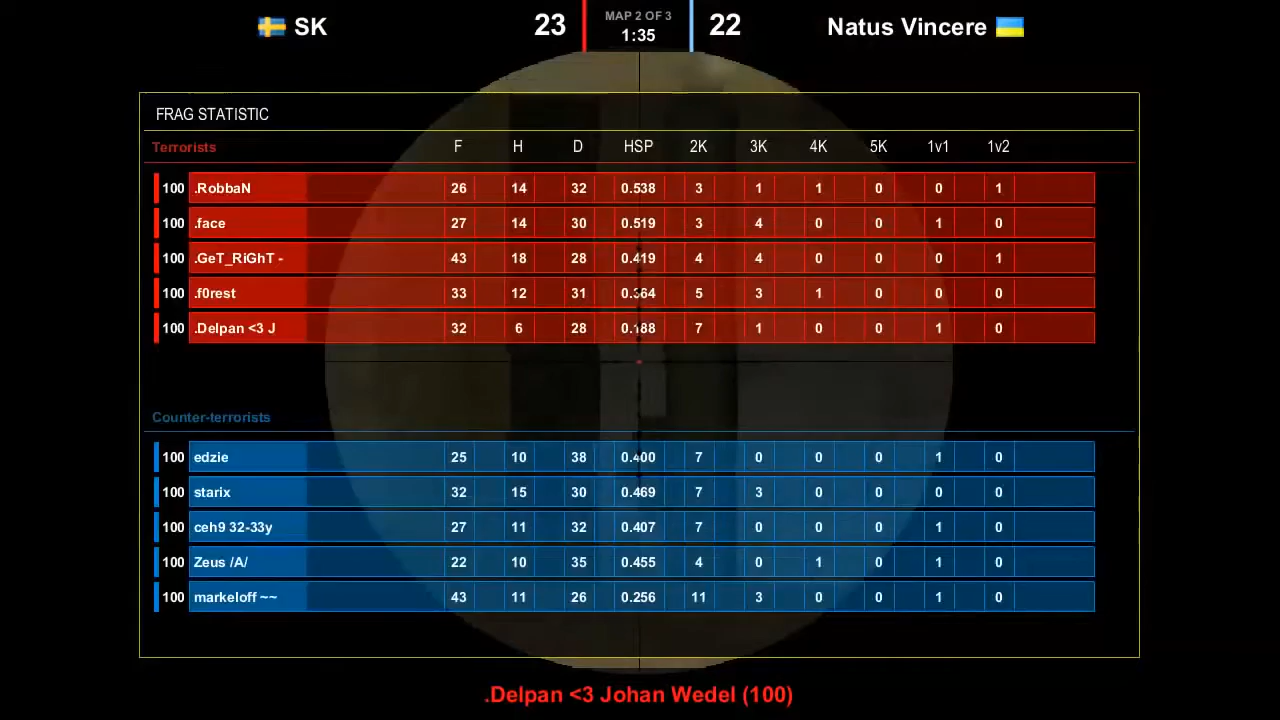 SK 23 MAP 2 OF 3 22 Natus Vincere
1:35
FRAG STATISTIC
Terrorists F H D HSP 2K 3K 4K 5K 1v1 1v2
100 .RobbaN 26 14 32 0.538 3 1 1 0 0 1
100 .face 27 14 30 0.519 3 4 0 0 1 0
100 .GeT_RiGhT - 43 18 28 0.419 4 4 0 0 0 1
100 .f0rest 33 12 31 0.364 5 3 1 0 0 0
100 .Delpan <3 J 32 6 28 0.188 7 1 0 0 1 0
Counter-terrorists
100 edzie 25 10 38 0.400 7 0 0 0 1 0
100 starix 32 15 30 0.469 7 3 0 0 0 0
100 ceh9 32-33y 27 11 32 0.407 7 0 0 0 1 0
100 Zeus /A/ 22 10 35 0.455 4 0 1 0 1 0
100 markeloff ~~ 43 11 26 0.256 11 3 0 0 1 0
.Delpan <3 Johan Wedel (100)